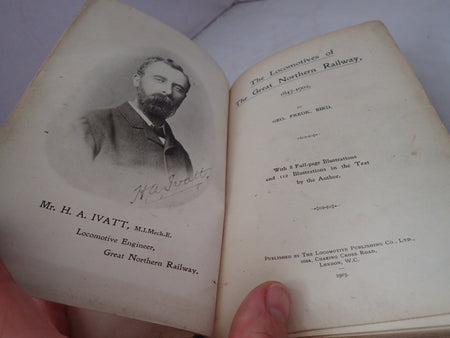 H A Ivatt.
Mr. H. A. IVATT, M.I.Mech.E.
Locomotive Engineer,
Great Northern Railway.
The Locomotives of
The Great Northern Railway,
1847-1902,
BY
GEO. FREDK. BIRD.
With 8 Full-page Illustrations
and 112 Illustrations in the Text
by the Author.
PUBLISHED BY THE LOCOMOTIVE PUBLISHING CO., LTD.,
102A, CHARING CROSS ROAD,
LONDON, W.C.
1903.